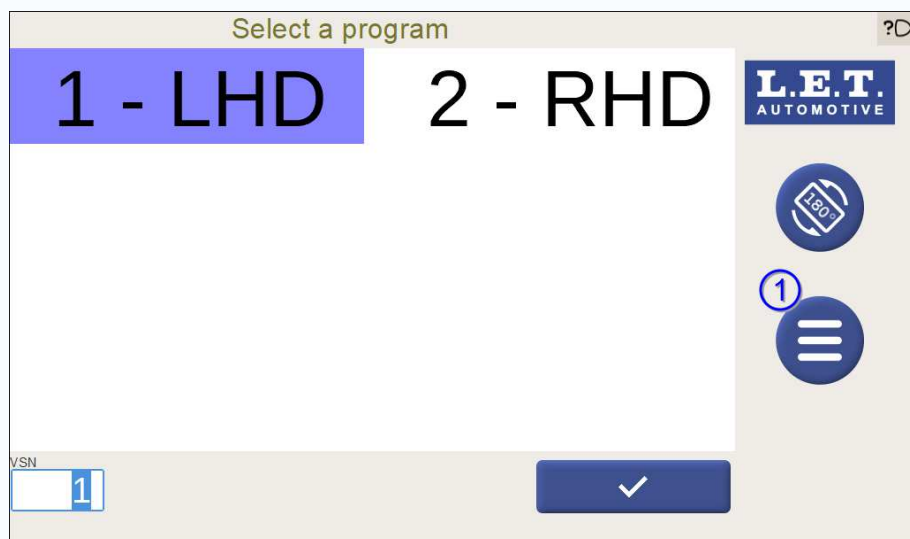 Select a program
?
1 - LHD 2 - RHD
L.E.T.
AUTOMOTIVE
180°
1
VSN
1